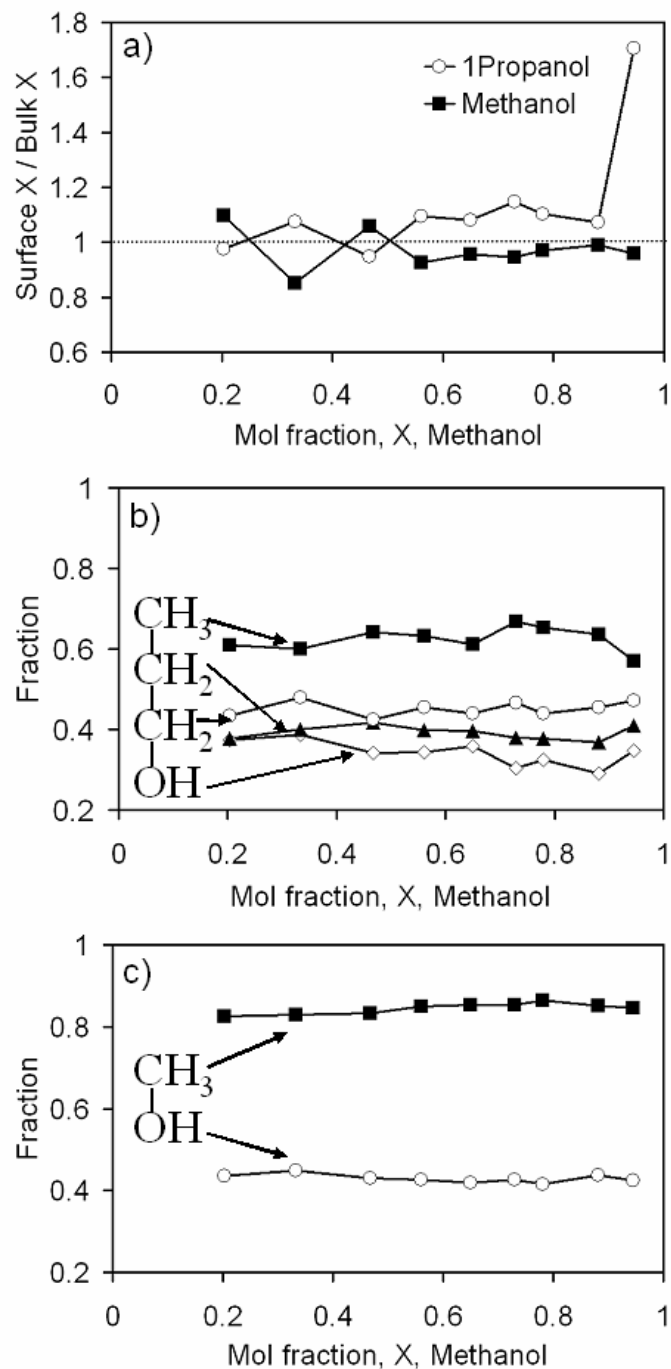 a)
1Propanol
Methanol
Surface X / Bulk X
1.8
1.6
1.4
1.2
1
0.8
0.6
0 0.2 0.4 0.6 0.8 1
Mol fraction, X, Methanol
b)
Fraction
1
0.8
0.6
0.4
0.2
CH3
CH2
CH2
OH
0 0.2 0.4 0.6 0.8 1
Mol fraction, X, Methanol
c)
Fraction
1
0.8
0.6
0.4
0.2
CH3
OH
0 0.2 0.4 0.6 0.8 1
Mol fraction, X, Methanol